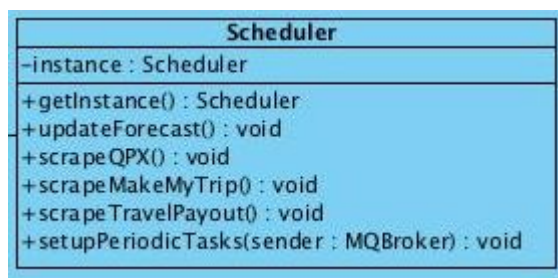 Scheduler
-instance : Scheduler
+getInstance() : Scheduler
+updateForecast() : void
+scrapeQPX() : void
+scrapeMakeMyTrip() : void
+scrapeTravelPayout() : void
+setupPeriodicTasks(sender : MQBroker) : void